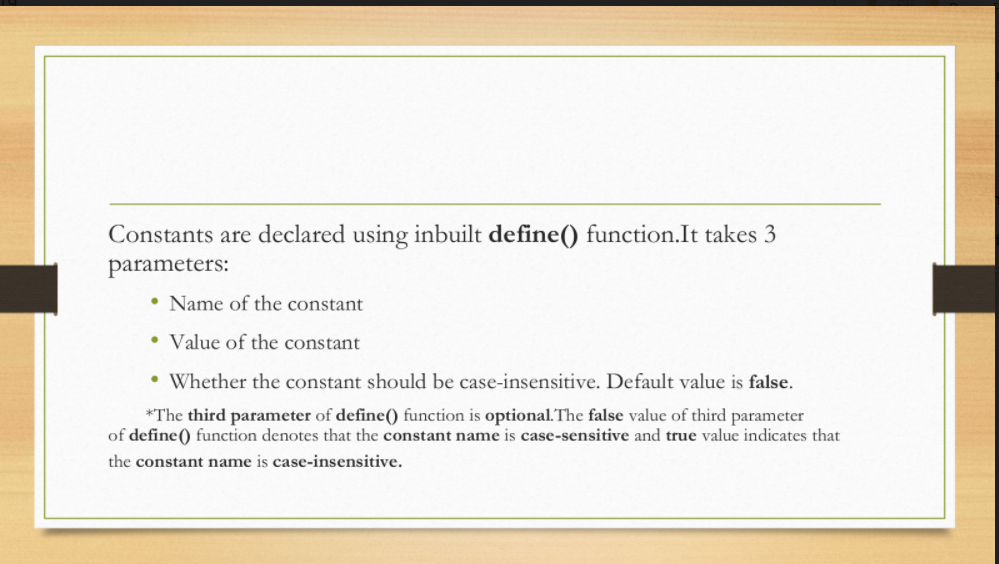 Constants are declared using inbuilt define() function.It takes 3
parameters:
• Name of the constant
• Value of the constant
• Whether the constant should be case-insensitive. Default value is false.
*The third parameter of define() function is optional.The false value of third parameter
of define() function denotes that the constant name is case-sensitive and true value indicates that
the constant name is case-insensitive.